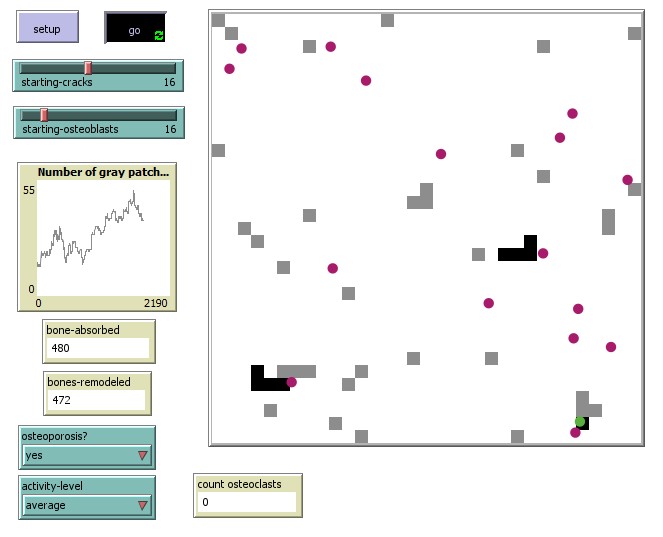 setup
go
starting-cracks 16
starting-osteoblasts 16
Number of gray patch...
55
0
0 2190
bone-absorbed
480
bones-remodeled
472
osteoporosis?
yes
activity-level
average
count osteoclasts
0